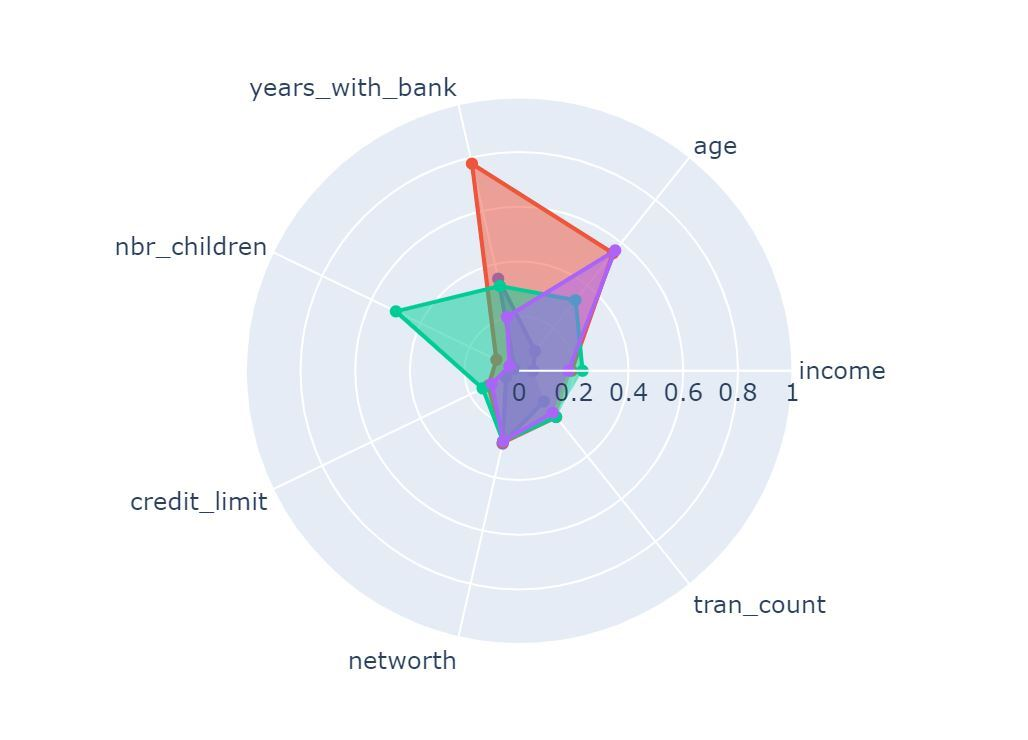 years_with_bank
age
nbr_children
income
0 0.2 0.4 0.6 0.8 1
credit_limit
tran_count
networth